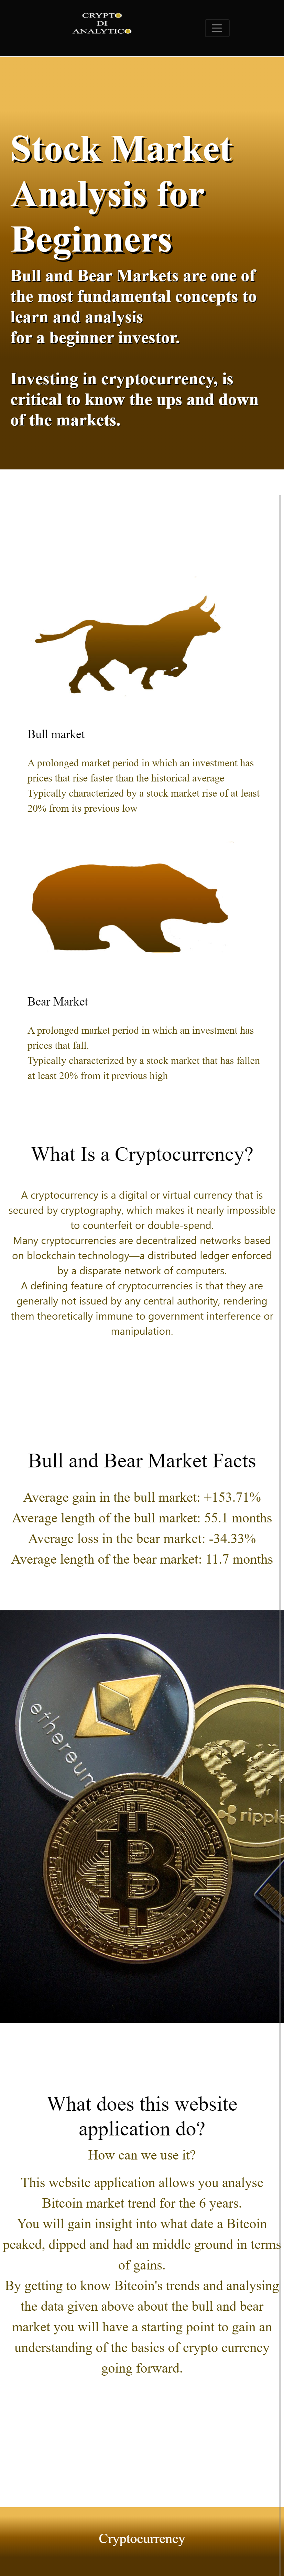 CRYPTO
DI
ANALYTICO
Stock Market
Analysis for
Beginners
Bull and Bear Markets are one of
the most fundamental concepts to
learn and analysis
for a beginner investor.
Investing in cryptocurrency, is
critical to know the ups and down
of the markets.
Bull market
A prolonged market period in which an investment has
prices that rise faster than the historical average
Typically characterized by a stock market rise of at least
20% from its previous low
Bear Market
A prolonged market period in which an investment has
prices that fall.
Typically characterized by a stock market that has fallen
at least 20% from it previous high
What Is a Cryptocurrency?
A cryptocurrency is a digital or virtual currency that is
secured by cryptography, which makes it nearly impossible
to counterfeit or double-spend.
Many cryptocurrencies are decentralized networks based
on blockchain technology—a distributed ledger enforced
by a disparate network of computers.
A defining feature of cryptocurrencies is that they are
generally not issued by any central authority, rendering
them theoretically immune to government interference or
manipulation.
Bull and Bear Market Facts
Average gain in the bull market: +153.71%
Average length of the bull market: 55.1 months
Average loss in the bear market: -34.33%
Average length of the bear market: 11.7 months
ethereum
ripple
What does this website
application do?
How can we use it?
This website application allows you analyse
Bitcoin market trend for the 6 years.
You will gain insight into what date a Bitcoin
peaked, dipped and had an middle ground in terms
of gains.
By getting to know Bitcoin's trends and analysing
the data given above about the bull and bear
market you will have a starting point to gain an
understanding of the basics of crypto currency
going forward.
Cryptocurrency